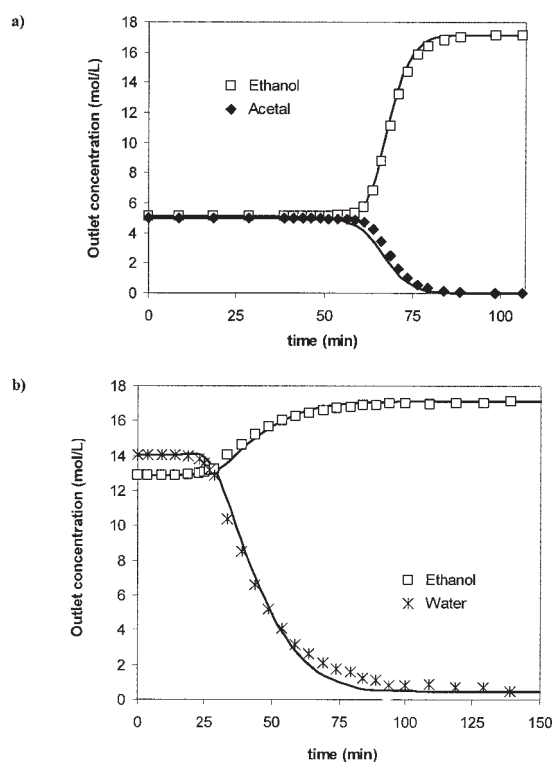 a)
Outlet concentration (mol/L)
18
16
14
12
10
8
6
4
2
0
Ethanol
Acetal
0 25 50 75 100
time (min)
b)
Outlet concentration (mol/L)
18
16
14
12
10
8
6
4
2
0
Ethanol
Water
0 25 50 75 100 125 150
time (min)